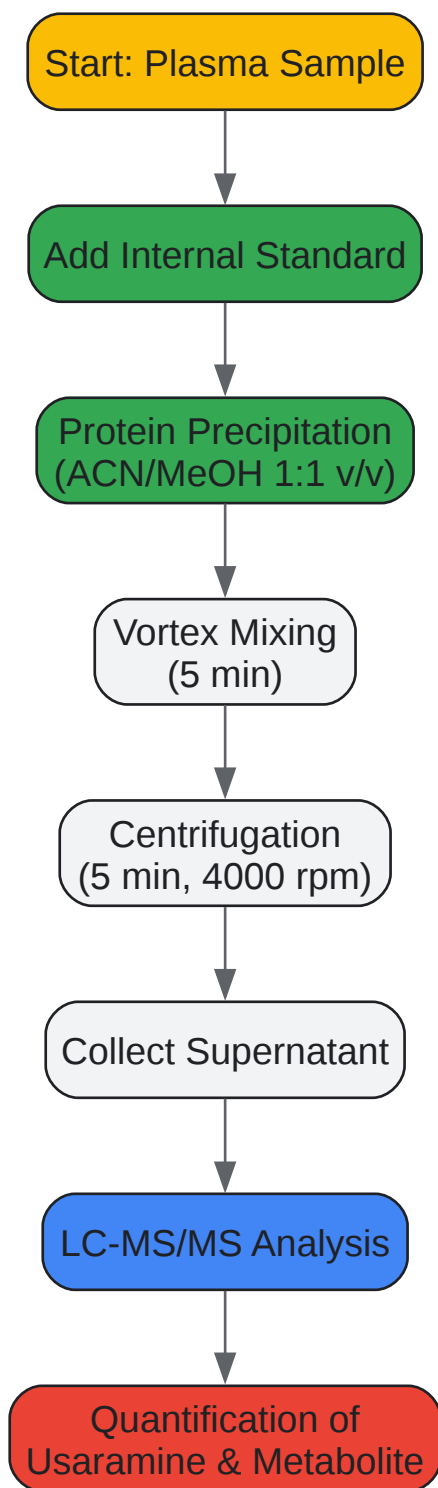 Start: Plasma Sample
Add Internal Standard
Protein Precipitation
(ACN/MeOH 1:1 v/v)
Vortex Mixing
(5 min)
Centrifugation
(5 min, 4000 rpm)
Collect Supernatant
LC-MS/MS Analysis
Quantification of
Usaramine & Metabolite